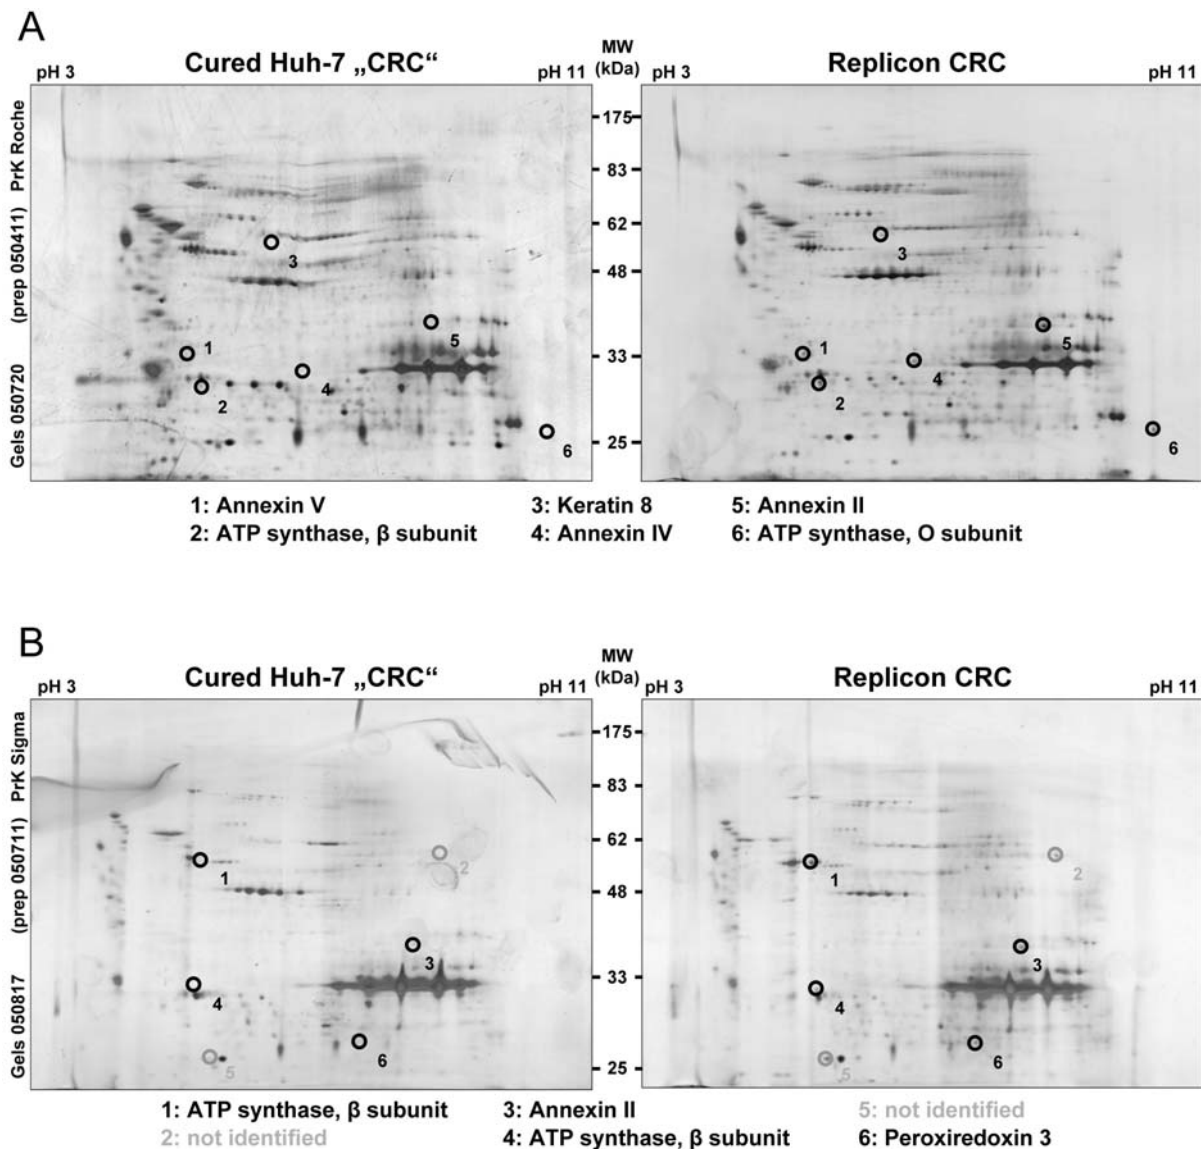 A
Cured Huh-7 „CRC“
MW
(kDa)
Replicon CRC
pH 3
pH 11
pH 3
pH 11
Gels 050720 (prep 050411) PrK Roche
175
83
62
48
33
25
1
2
3
4
5
6
1
2
3
4
5
6
1: Annexin V
3: Keratin 8
5: Annexin II
2: ATP synthase, β subunit
4: Annexin IV
6: ATP synthase, O subunit
B
Cured Huh-7 „CRC“
MW
(kDa)
Replicon CRC
pH 3
pH 11
pH 3
pH 11
Gels 050817 (prep 050711) PrK Sigma
175
83
62
48
33
25
1
2
3
4
5
6
1
2
3
4
5
6
1: ATP synthase, β subunit
3: Annexin II
5: not identified
2: not identified
4: ATP synthase, β subunit
6: Peroxiredoxin 3